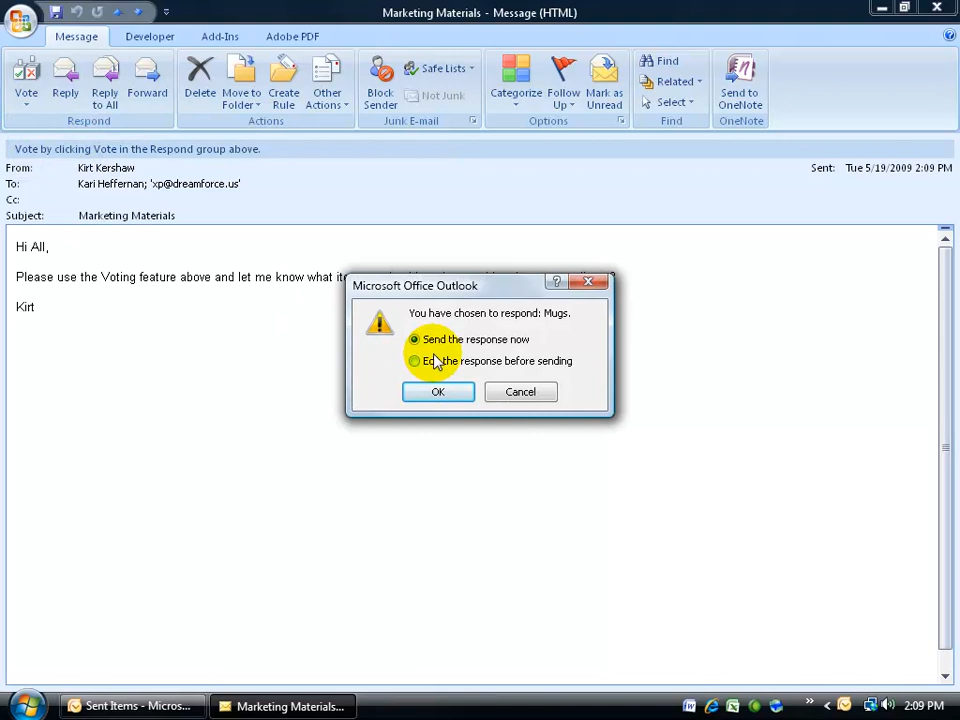 Marketing Materials - Message (HTML)
Message Developer Add-Ins Adobe PDF
Vote Reply Reply to All Forward
Respond
Delete Move to Folder Create Rule Other Actions
Actions
Block Sender Safe Lists Not Junk
Junk E-mail
Categorize Follow Up Mark as Unread
Options
Find Related Select
Find
Send to OneNote
OneNote
Vote by clicking Vote in the Respond group above.
From: Kirt Kershaw Sent: Tue 5/19/2009 2:09 PM
To: Kari Heffernan; 'xp@dreamforce.us'
Cc:
Subject: Marketing Materials
Hi All,
Please use the Voting feature above and let me know what
Kirt
Microsoft Office Outlook
You have chosen to respond: Mugs.
Send the response now
the response before sending
OK Cancel
Sent Items - Micros... Marketing Materials... 2:09 PM